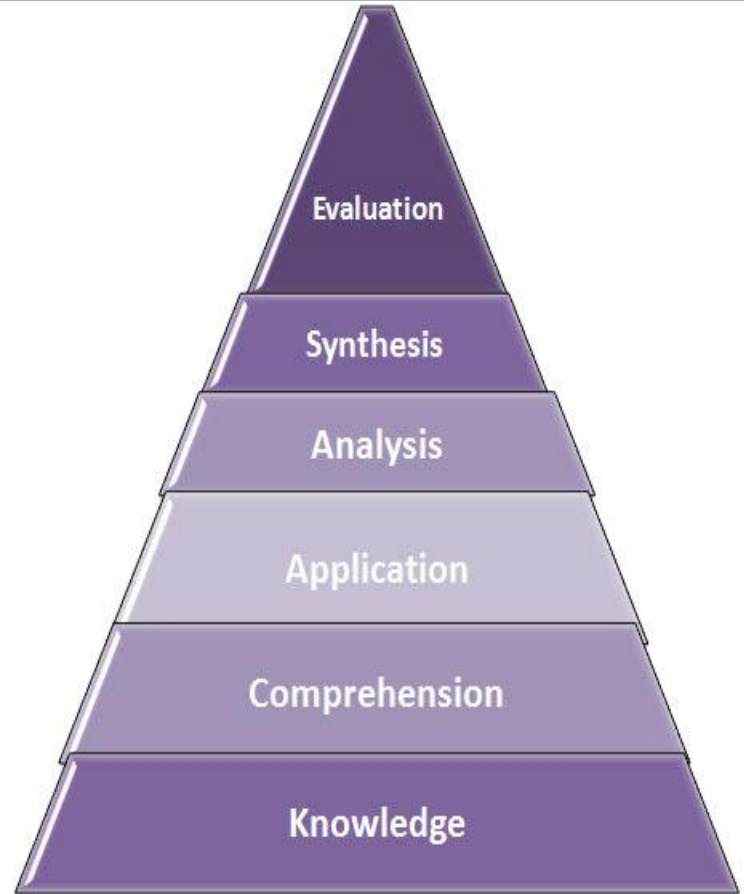 Evaluation
Synthesis
Analysis
Application
Comprehension
Knowledge